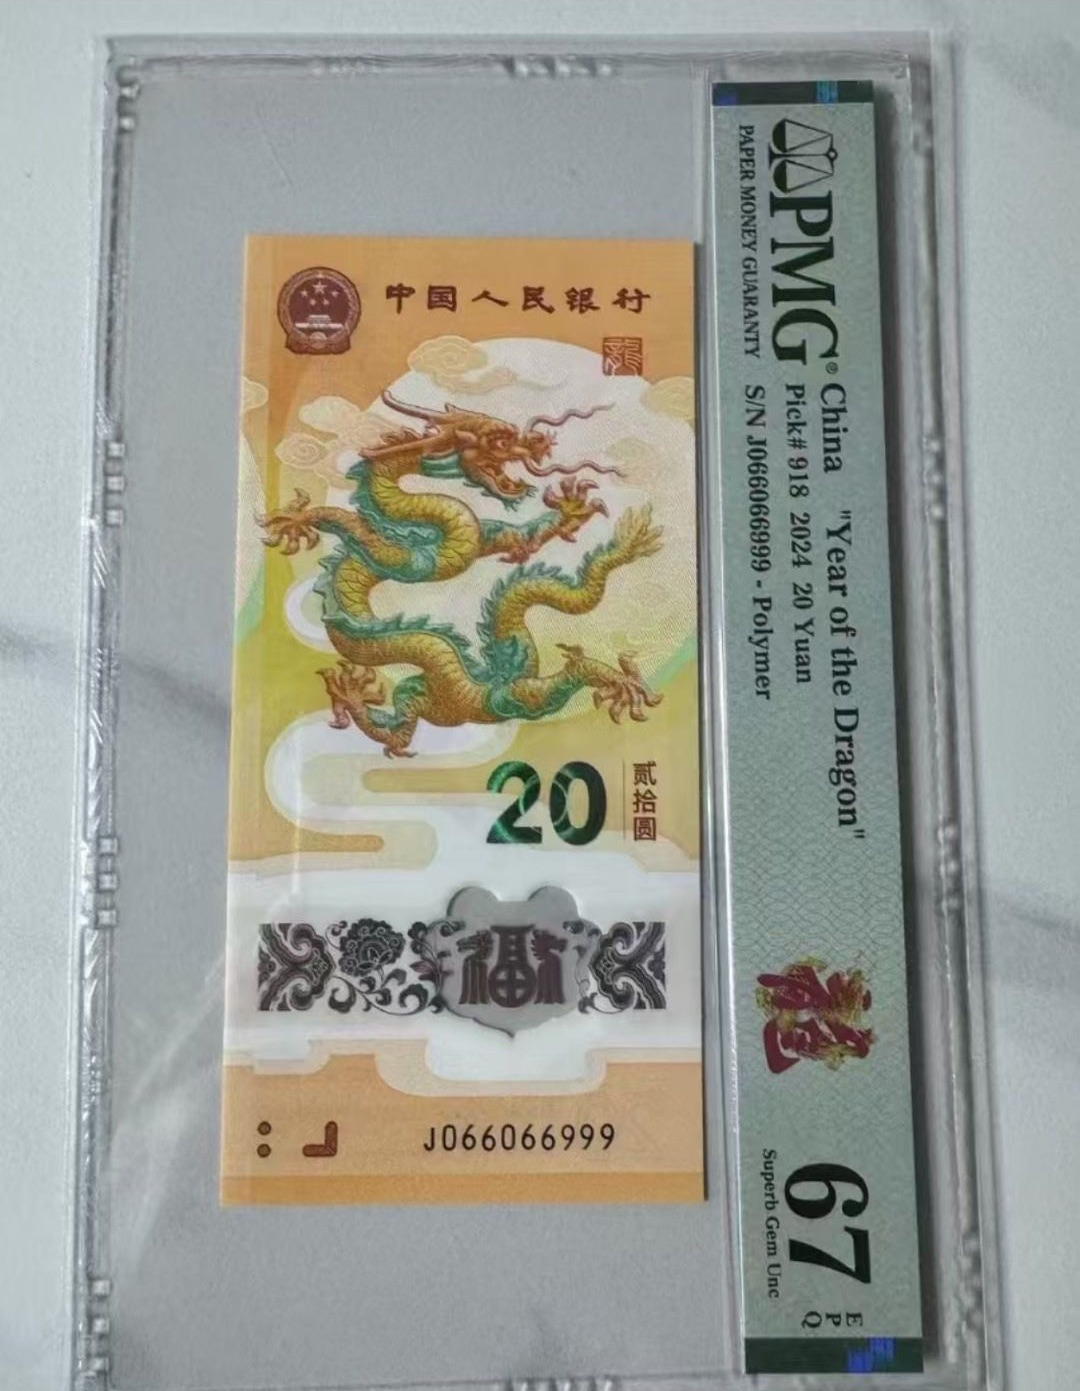 中国人民银行
龍
20
贰拾圆
福
J066066999
PMG®
PAPER MONEY GUARANTY
China "Year of the Dragon"
Pick# 918 2024 20 Yuan
S/N J066066999 - Polymer
67
EPQ
Superb Gem Unc